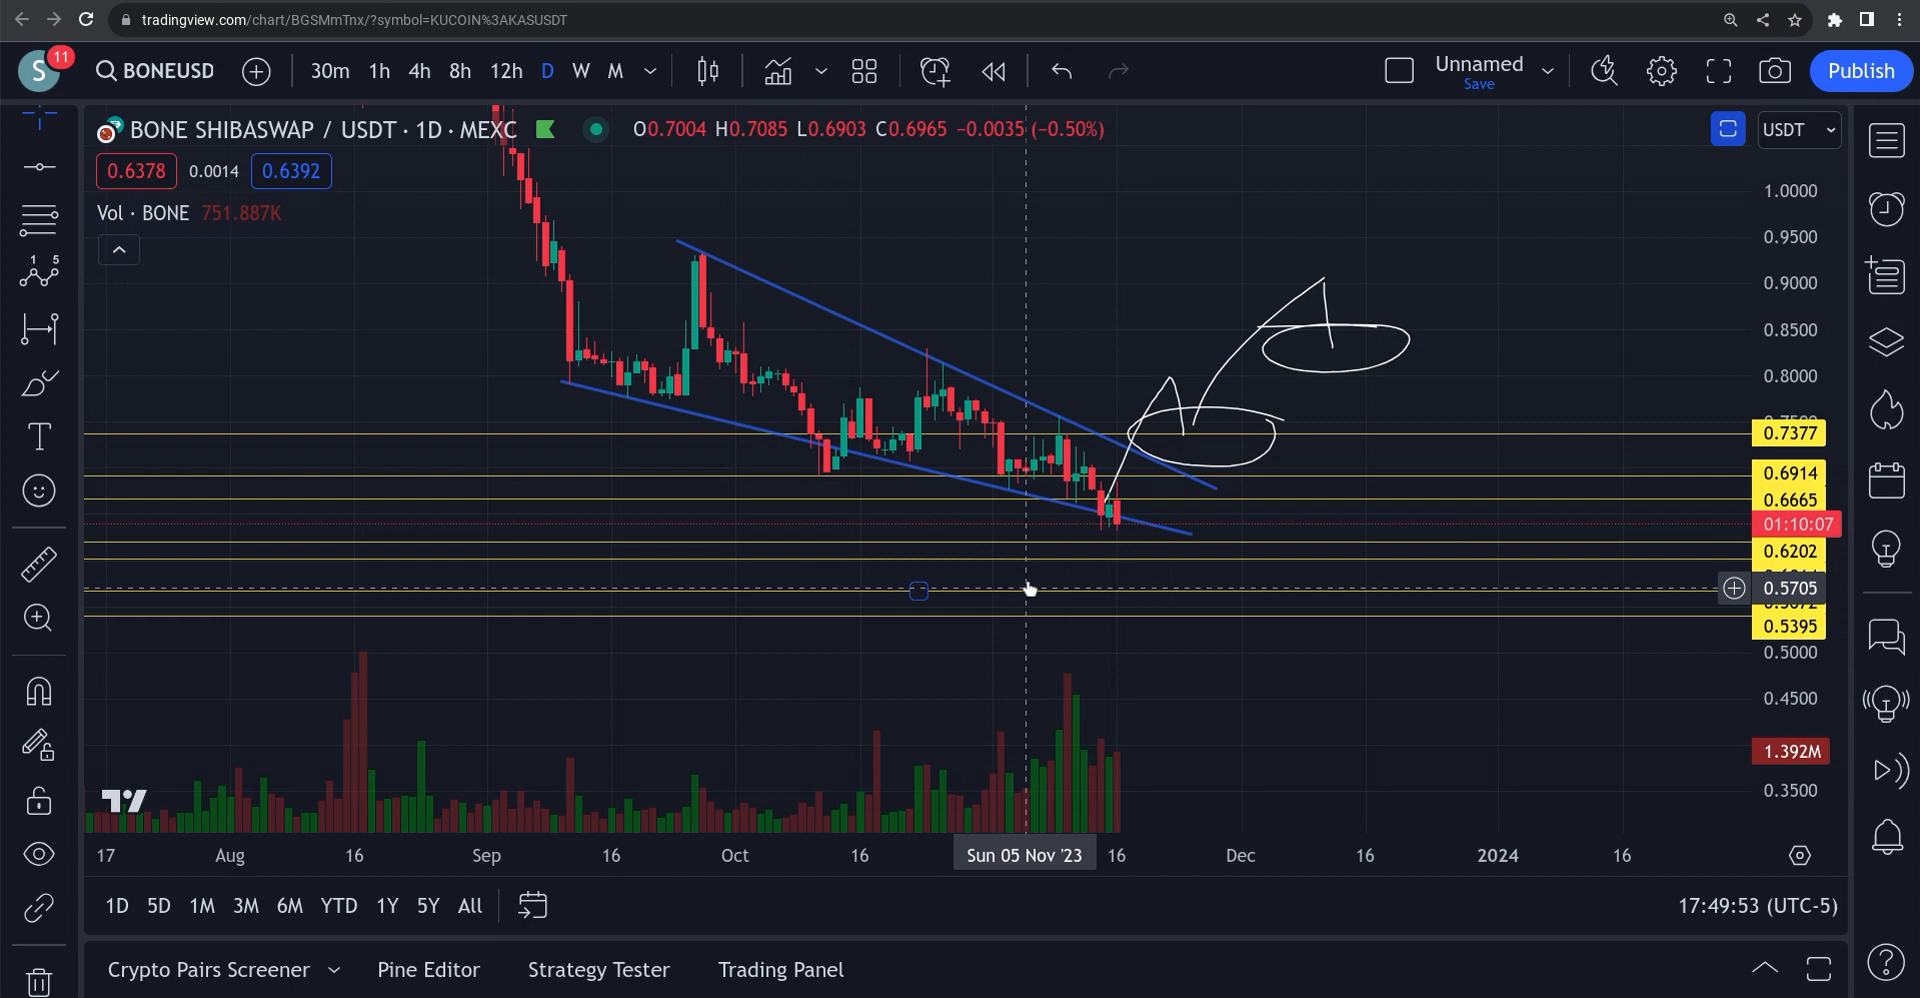 tradingview.com/chart/BGSMmTnx/?symbol=KUCOIN%3AKASUSDT
S 11 BONEUSD 30m 1h 4h 8h 12h D W M Unnamed Save Publish
BONE SHIBASWAP / USDT · 1D · MEXC O0.7004 H0.7085 L0.6903 C0.6965 −0.0035 (−0.50%) USDT
0.6378 0.0014 0.6392
Vol · BONE 751.887K
1 5
1.0000
0.9500
0.9000
0.8500
0.8000
0.7377
0.6914
0.6665
01:10:07
0.6202
0.5705
0.5395
0.5000
0.4500
1.392M
0.3500
17 Aug 16 Sep 16 Oct 16 Sun 05 Nov '23 16 Dec 16 2024 16
1D 5D 1M 3M 6M YTD 1Y 5Y All 17:49:53 (UTC-5)
Crypto Pairs Screener Pine Editor Strategy Tester Trading Panel